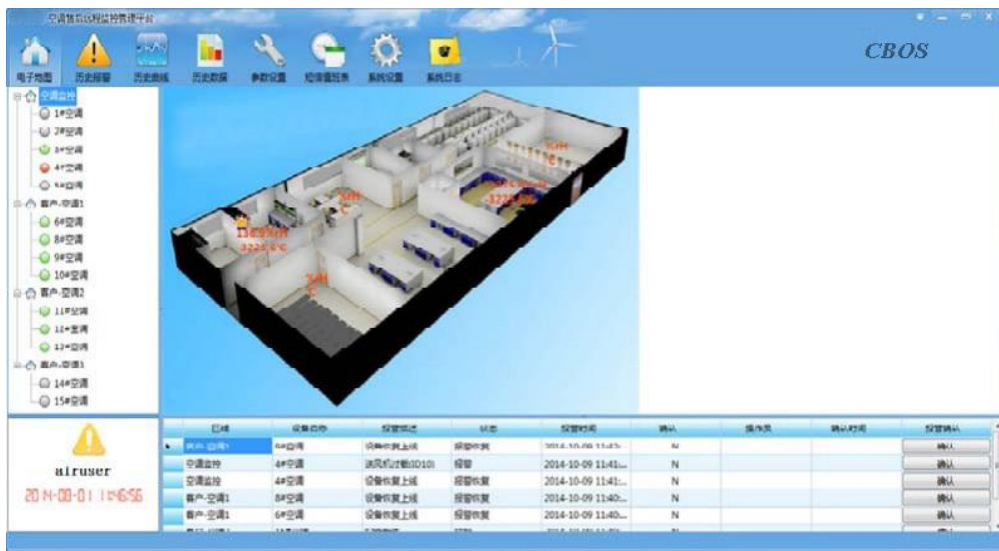 空调售后远程监控管理平台
CBOS
电子地图 历史报警 历史曲线 历史数据 参数设置 短信值班表 系统设置 系统日志
空调监控
1#空调
2#空调
3#空调
4#空调
5#空调
客户-空调1
6#空调
8#空调
9#空调
10#空调
客户-空调2
11#空调
12#空调
13#空调
客户-空调3
14#空调
15#空调
%RH
℃
airuser
区域 设备名称 报警描述 状态 报警时间 确认 操作员 确认时间 报警确认
客户-空调1 6#空调 设备恢复上线 报警恢复 2014-10-09 11:42:... N 确认
空调监控 4#空调 送风机过载(ID10) 报警 2014-10-09 11:41:... N 确认
空调监控 4#空调 设备恢复上线 报警恢复 2014-10-09 11:41:... N 确认
客户-空调1 8#空调 设备恢复上线 报警恢复 2014-10-09 11:40:... N 确认
客户-空调1 6#空调 设备恢复上线 报警恢复 2014-10-09 11:40:... N 确认